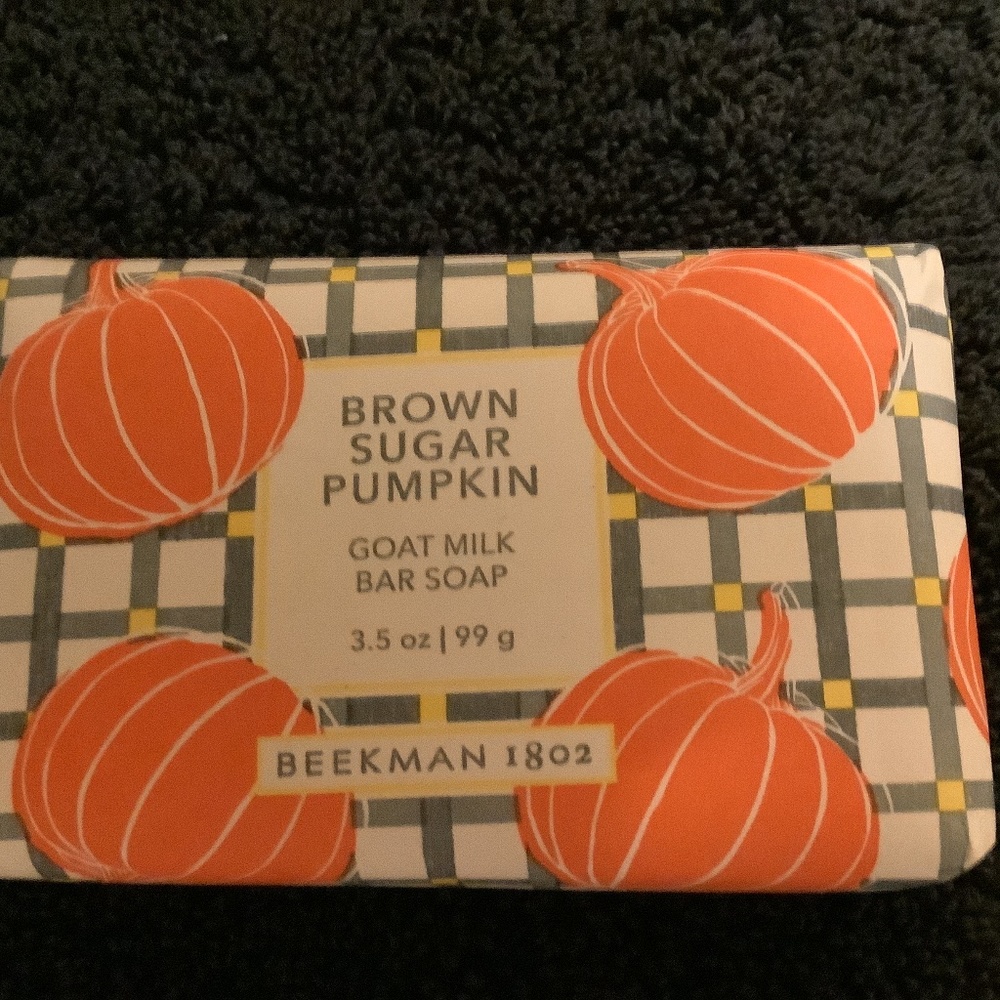 BROWN
SUGAR
PUMPKIN
GOAT MILK
BAR SOAP
3.5 oz | 99 g
BEEKMAN 1802